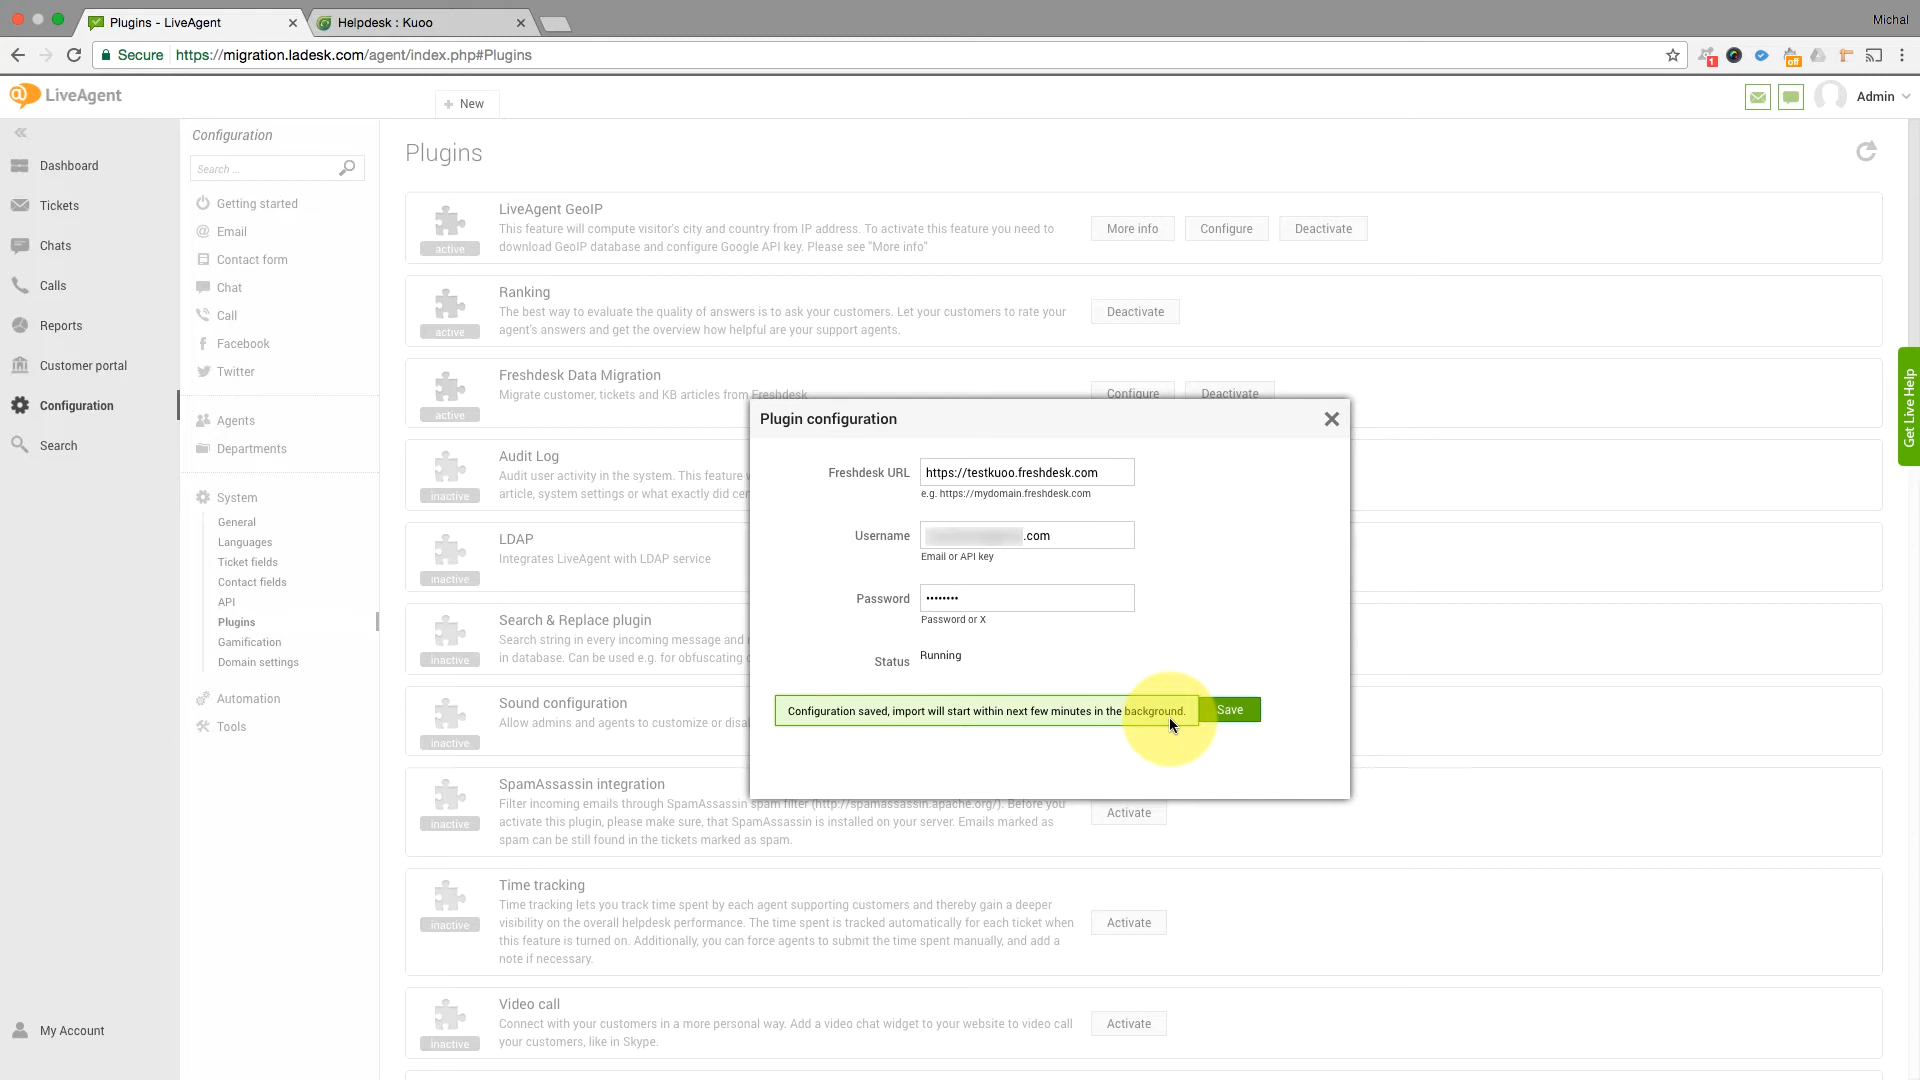 Plugins - LiveAgent
Helpdesk : Kuoo
Michal
Secure
https://migration.ladesk.com/agent/index.php#Plugins
1
off
LiveAgent
New
Admin
Dashboard
Tickets
Chats
Calls
Reports
Customer portal
Configuration
Search
My Account
Configuration
Search ...
Getting started
Email
Contact form
Chat
Call
Facebook
Twitter
Agents
Departments
System
General
Languages
Ticket fields
Contact fields
API
Plugins
Gamification
Domain settings
Automation
Tools
Plugins
active
LiveAgent GeoIP
This feature will compute visitor's city and country from IP address. To activate this feature you need to
download GeoIP database and configure Google API key. Please see "More info"
More info
Configure
Deactivate
active
Ranking
The best way to evaluate the quality of answers is to ask your customers. Let your customers to rate your
agent's answers and get the overview how helpful are your support agents.
Deactivate
active
Freshdesk Data Migration
Migrate customer, tickets and KB articles from Freshdesk
Configure
Deactivate
inactive
Audit Log
Audit user activity in the system. This feature
article, system settings or what exactly did
inactive
LDAP
Integrates LiveAgent with LDAP service
inactive
Search & Replace plugin
Search string in every incoming message and
in database. Can be used e.g. for obfuscating
inactive
Sound configuration
Allow admins and agents to customize or
inactive
SpamAssassin integration
Filter incoming emails through SpamAssassin spam filter (http://spamassassin.apache.org/). Before you
activate this plugin, please make sure, that SpamAssassin is installed on your server. Emails marked as
spam can be still found in the tickets marked as spam.
Activate
inactive
Time tracking
Time tracking lets you track time spent by each agent supporting customers and thereby gain a deeper
visibility on the overall helpdesk performance. The time spent is tracked automatically for each ticket when
this feature is turned on. Additionally, you can force agents to submit the time spent manually, and add a
note if necessary.
Activate
inactive
Video call
Connect with your customers in a more personal way. Add a video chat widget to your website to video call
your customers, like in Skype.
Activate
Plugin configuration
Freshdesk URL
https://testkuoo.freshdesk.com
e.g. https://mydomain.freshdesk.com
Username
.com
Email or API key
Password
••••••••
Password or X
Status
Running
Configuration saved, import will start within next few minutes in the background.
Save
Get Live Help